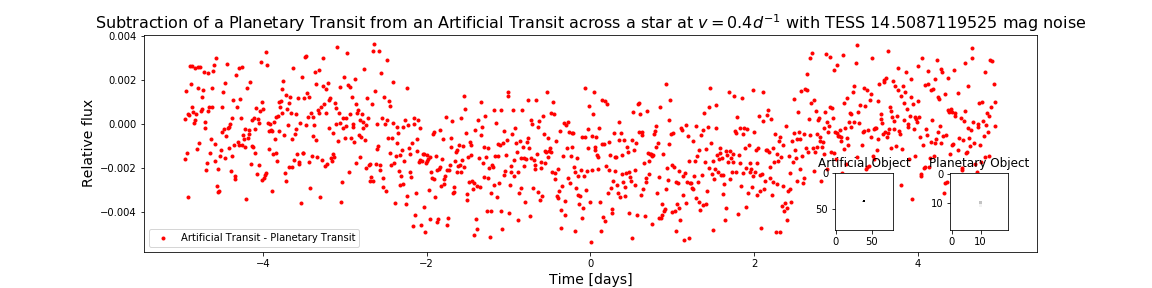 Subtraction of a Planetary Transit from an Artificial Transit across a star at v = 0.4d⁻¹ with TESS 14.5087119525 mag noise
Relative flux
0.004
0.002
0.000
−0.002
−0.004
Artificial Transit - Planetary Transit
Artificial Object
0
50
0 50
Planetary Object
0
10
0 10
−4 −2 0 2 4
Time [days]